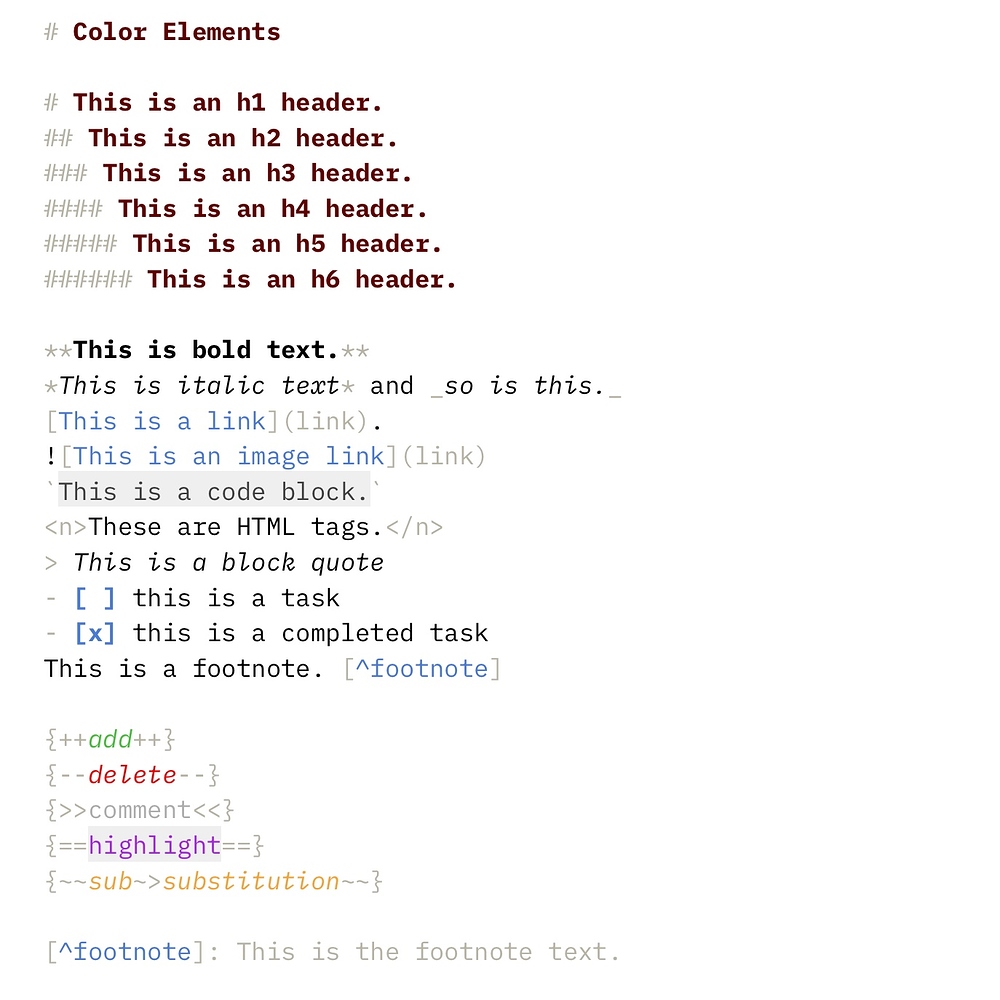 # Color Elements
# This is an h1 header.
## This is an h2 header.
### This is an h3 header.
#### This is an h4 header.
##### This is an h5 header.
###### This is an h6 header.
**This is bold text.**
*This is italic text* and _so is this._
[This is a link](link).
![This is an image link](link)
`This is a code block.`
<n>These are HTML tags.</n>
> This is a block quote
- [ ] this is a task
- [x] this is a completed task
This is a footnote. [^footnote]
{++add++}
{--delete--}
{>>comment<<}
{==highlight==}
{~~sub~>substitution~~}
[^footnote]: This is the footnote text.